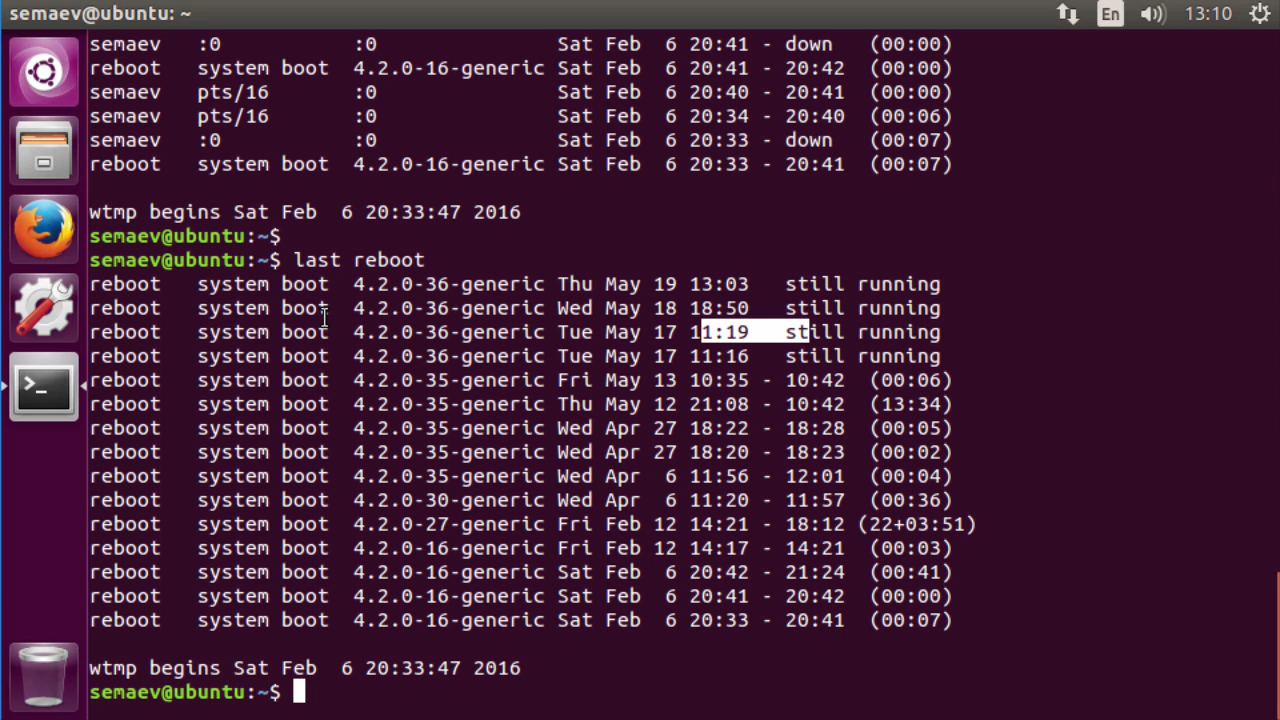 semaev@ubuntu: ~ En 13:10
semaev   :0           :0               Sat Feb  6 20:41 - down   (00:00)
reboot   system boot  4.2.0-16-generic Sat Feb  6 20:41 - 20:42  (00:00)
semaev   pts/16       :0               Sat Feb  6 20:40 - 20:41  (00:00)
semaev   pts/16       :0               Sat Feb  6 20:34 - 20:40  (00:06)
semaev   :0           :0               Sat Feb  6 20:33 - down   (00:07)
reboot   system boot  4.2.0-16-generic Sat Feb  6 20:33 - 20:41  (00:07)
wtmp begins Sat Feb  6 20:33:47 2016
semaev@ubuntu:~$
semaev@ubuntu:~$ last reboot
reboot   system boot  4.2.0-36-generic Thu May 19 13:03   still running
reboot   system boot  4.2.0-36-generic Wed May 18 18:50   still running
reboot   system boot  4.2.0-36-generic Tue May 17 11:19   still running
reboot   system boot  4.2.0-36-generic Tue May 17 11:16   still running
reboot   system boot  4.2.0-35-generic Fri May 13 10:35 - 10:42  (00:06)
reboot   system boot  4.2.0-35-generic Thu May 12 21:08 - 10:42  (13:34)
reboot   system boot  4.2.0-35-generic Wed Apr 27 18:22 - 18:28  (00:05)
reboot   system boot  4.2.0-35-generic Wed Apr 27 18:20 - 18:23  (00:02)
reboot   system boot  4.2.0-35-generic Wed Apr  6 11:56 - 12:01  (00:04)
reboot   system boot  4.2.0-30-generic Wed Apr  6 11:20 - 11:57  (00:36)
reboot   system boot  4.2.0-27-generic Fri Feb 12 14:21 - 18:12 (22+03:51)
reboot   system boot  4.2.0-16-generic Fri Feb 12 14:17 - 14:21  (00:03)
reboot   system boot  4.2.0-16-generic Sat Feb  6 20:42 - 21:24  (00:41)
reboot   system boot  4.2.0-16-generic Sat Feb  6 20:41 - 20:42  (00:00)
reboot   system boot  4.2.0-16-generic Sat Feb  6 20:33 - 20:41  (00:07)
wtmp begins Sat Feb  6 20:33:47 2016
semaev@ubuntu:~$